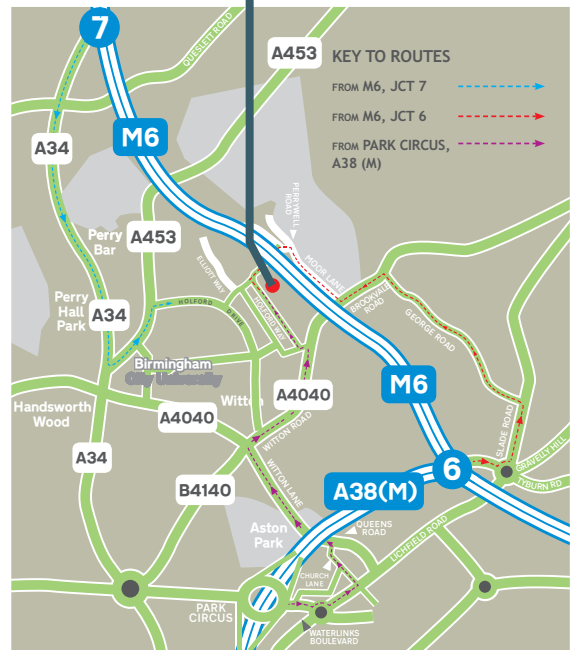 7
QUESLETT ROAD
A453
KEY TO ROUTES
FROM M6, JCT 7
FROM M6, JCT 6
FROM PARK CIRCUS,
A38 (M)
M6
A34
PERRYWELL
ROAD
Perry
Bar
A453
ELLIOTT WAY
MOOR LANE
Perry
Hall
Park
A34
HOLFORD
DRIVE
HOLFORD WAY
BROOKVALE
ROAD
GEORGE ROAD
Birmingham
City University
M6
Handsworth
Wood
Witton
A4040
A4040
WITTON ROAD
SLADE ROAD
A34
B4140
WITTON LANE
6
GRAVELLY HILL
TYBURN RD
A38(M)
Aston
Park
QUEENS
ROAD
LICHFIELD ROAD
CHURCH
LANE
PARK
CIRCUS
WATERLINKS
BOULEVARD